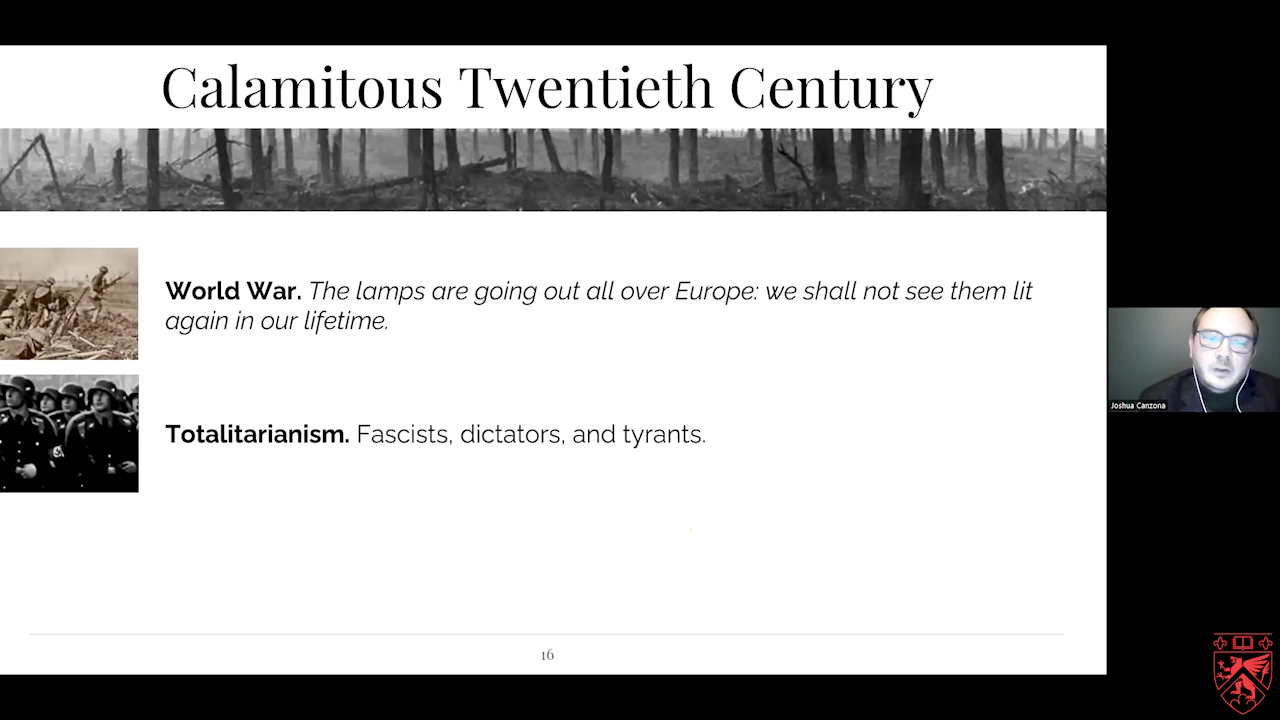 Calamitous Twentieth Century
World War. The lamps are going out all over Europe: we shall not see them lit
again in our lifetime.
Totalitarianism. Fascists, dictators, and tyrants.
Joshua Canzona
16